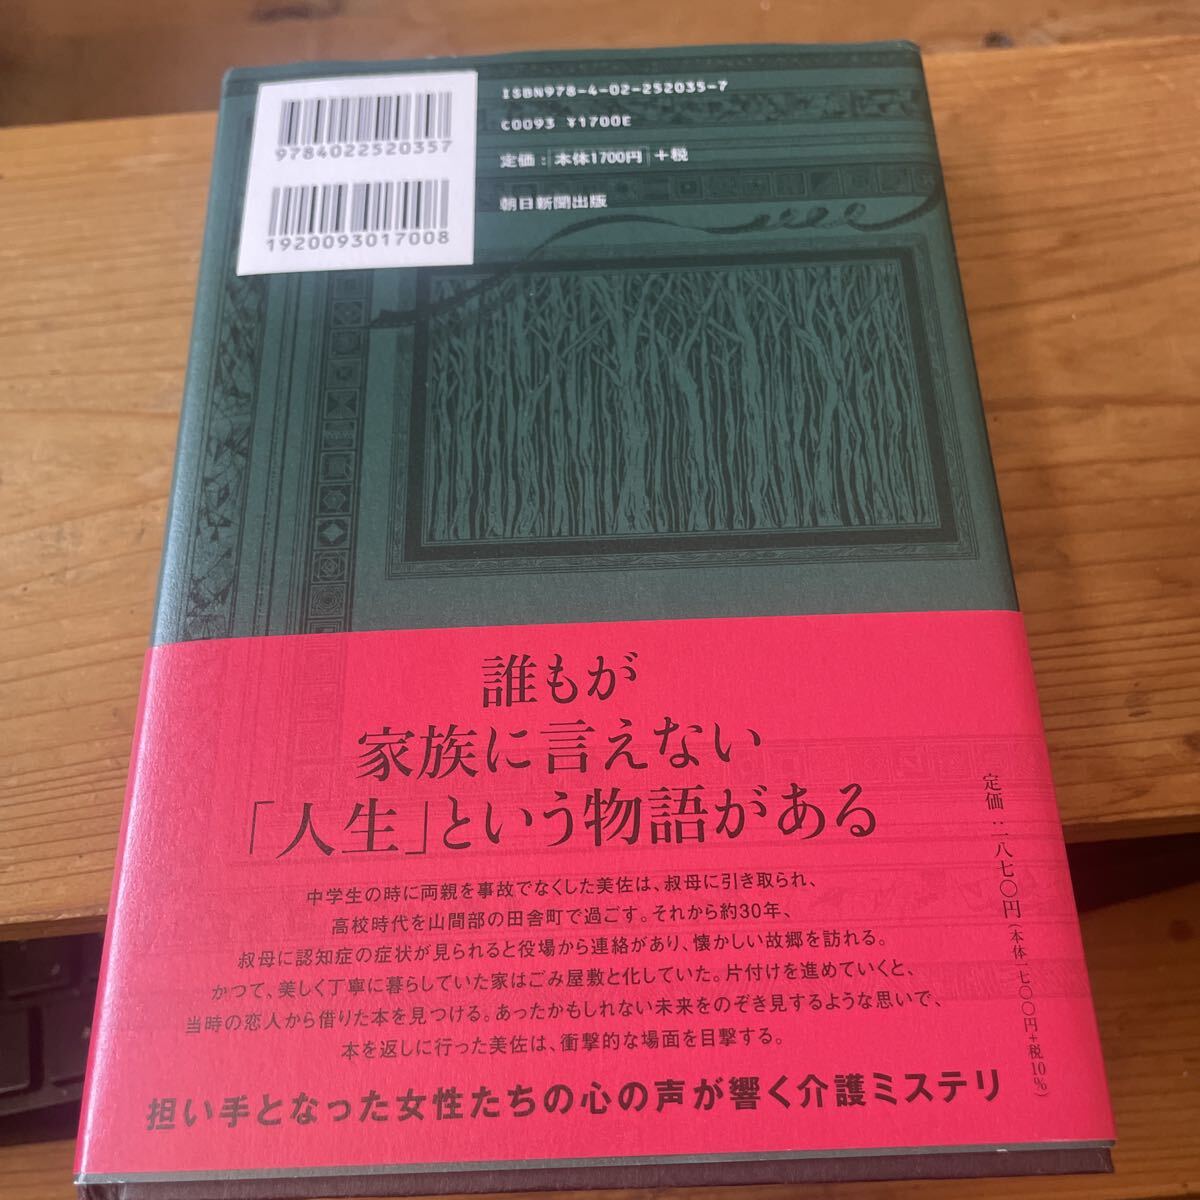 9784022520357
1920093017008
ISBN978-4-02-252035-7
C0093 ¥1700E
定価：本体1700円＋税
朝日新聞出版
誰もが
家族に言えない
「人生」という物語がある
中学生の時に両親を事故でなくした美佐は、叔母に引き取られ、
高校時代を山間部の田舎町で過ごす。それから約30年、
叔母に認知症の症状が見られると役場から連絡があり、懐かしい故郷を訪れる。
かつて、美しく丁寧に暮らしていた家はごみ屋敷と化していた。片付けを進めていくと、
当時の恋人から借りた本を見つける。あったかもしれない未来をのぞき見するような思いで、
本を返しに行った美佐は、衝撃的な場面を目撃する。
担い手となった女性たちの心の声が響く介護ミステリ
定価：一八七〇円（本体一七〇〇円＋税10%）